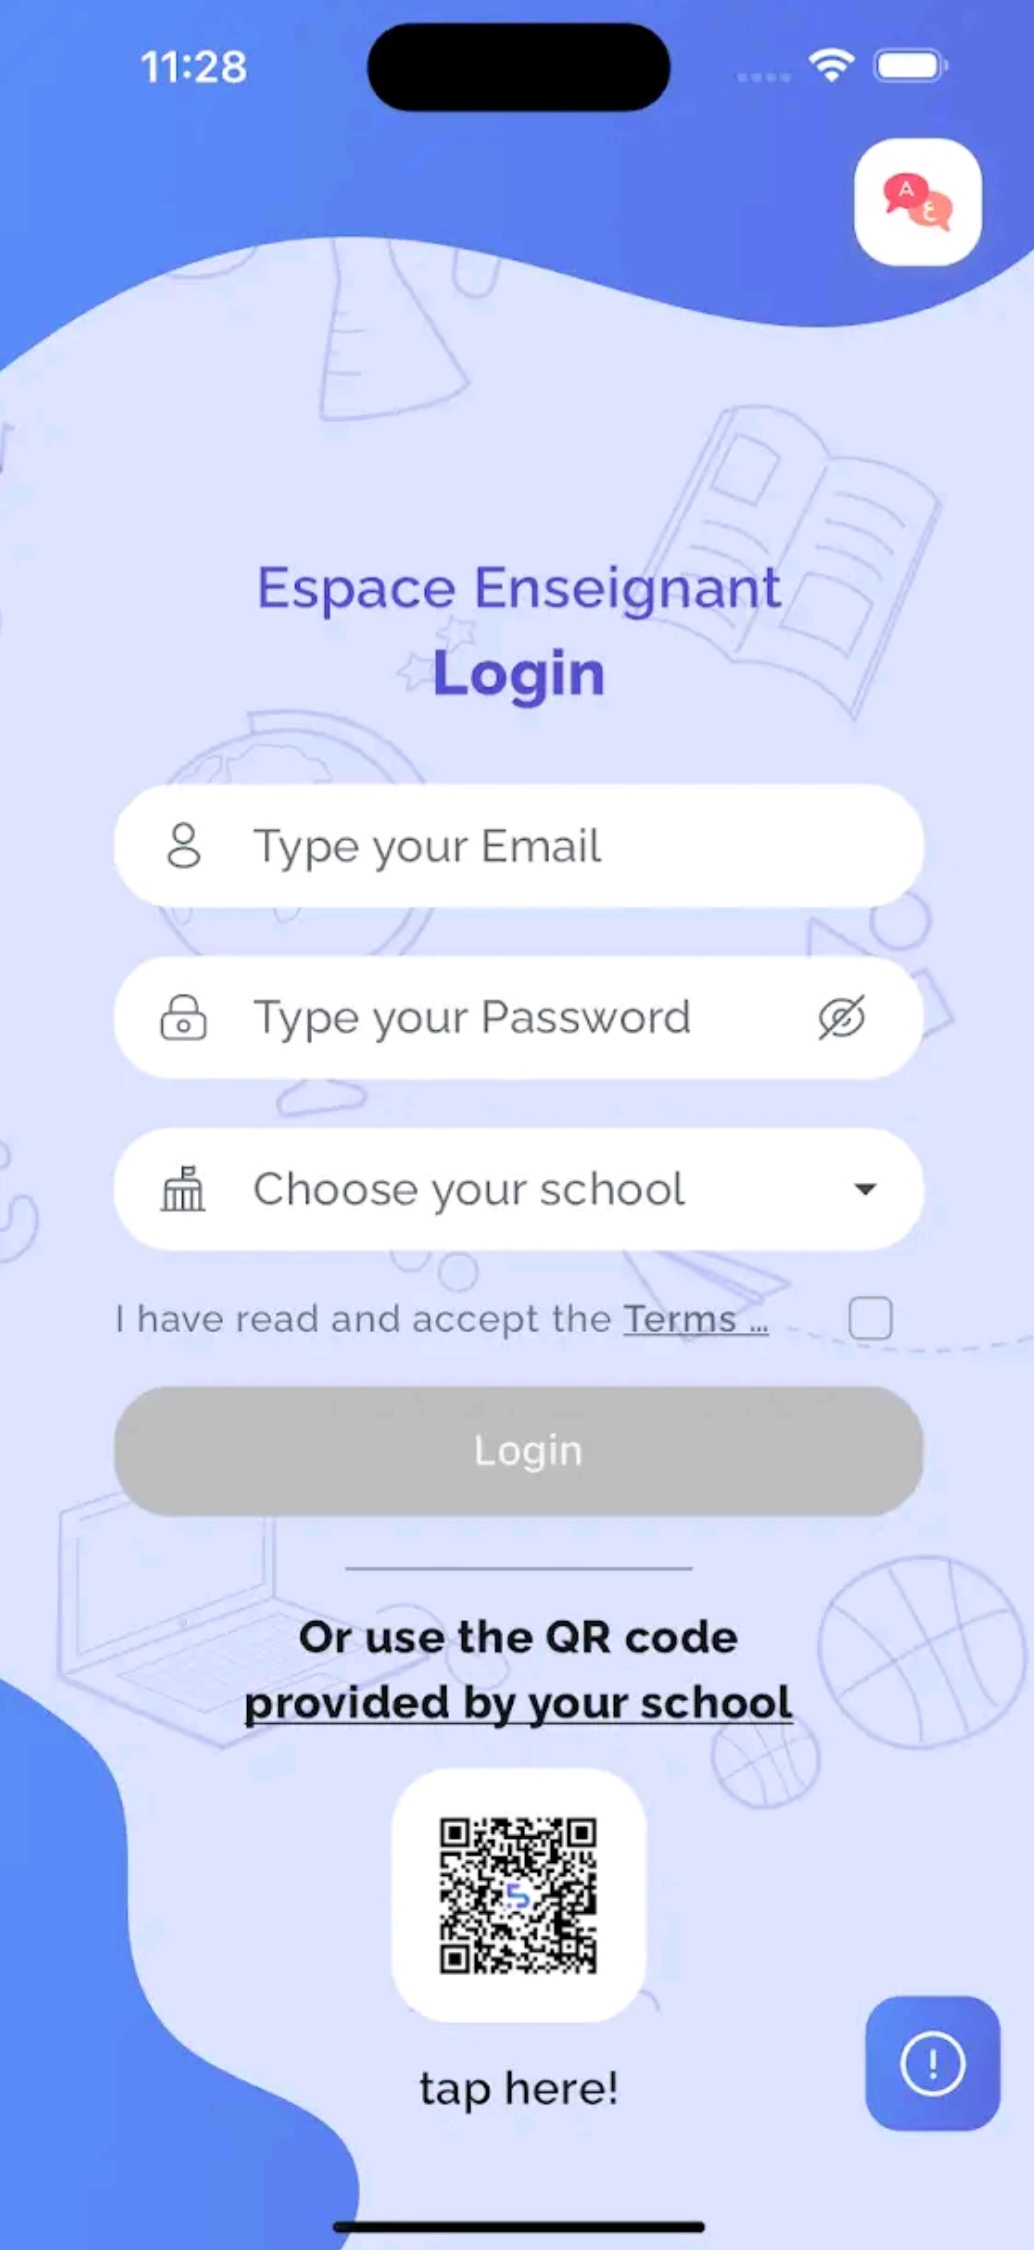 11:28
A
ع
Espace Enseignant
Login
Type your Email
Type your Password
Choose your school
I have read and accept the Terms ...
Login
Or use the QR code
provided by your school
tap here!